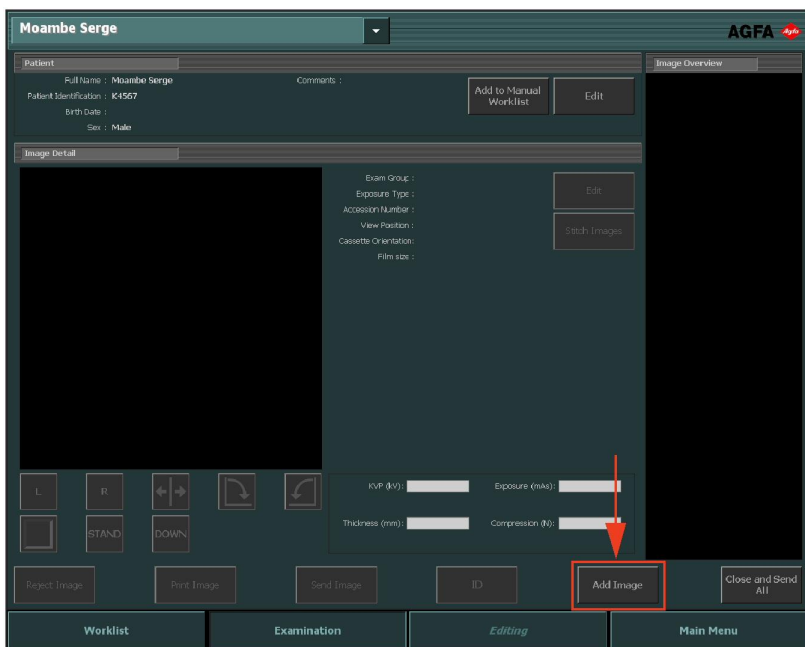 Moambe Serge
AGFA Agfa
Patient
Full Name : Moambe Serge
Patient Identification : K4567
Birth Date :
Sex : Male
Comments :
Add to Manual
Worklist
Edit
Image Overview
Image Detail
Exam Group :
Exposure Type :
Accession Number :
View Position :
Cassette Orientation:
Film size :
Edit
Stitch Images
L
R
STAND
DOWN
KVP (kV):
Exposure (mAs):
Thickness (mm):
Compression (N):
Reject Image
Print Image
Send Image
ID
Add Image
Close and Send
All
Worklist
Examination
Editing
Main Menu